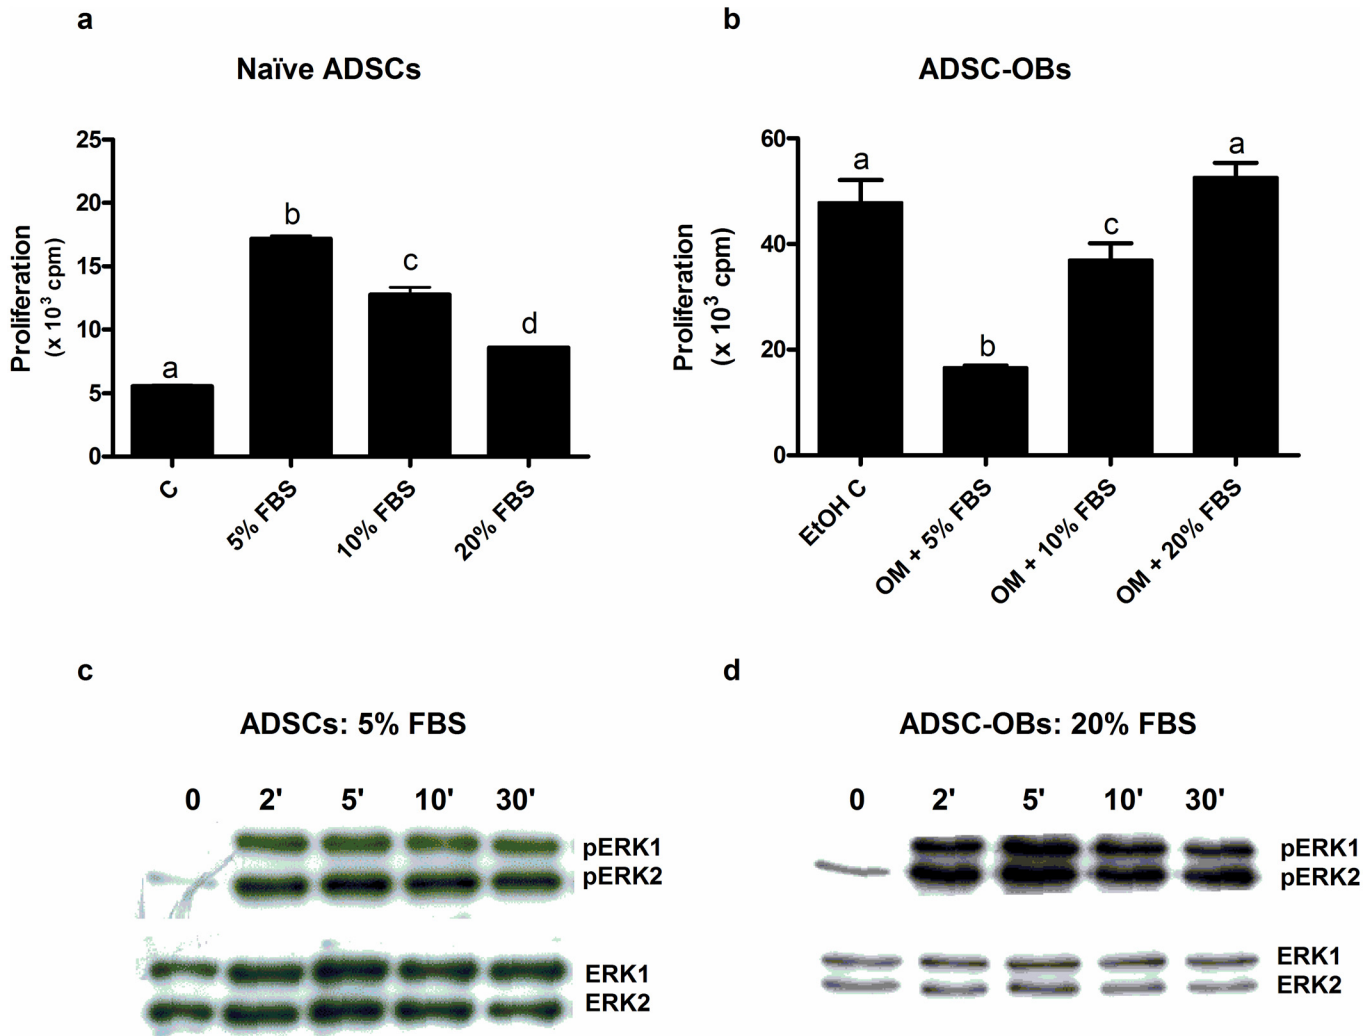 a
Naïve ADSCs
Proliferation
(x 10³ cpm)
25
20
15
10
5
0
a
b
c
d
C
5% FBS
10% FBS
20% FBS
b
ADSC-OBs
Proliferation
(x 10³ cpm)
60
40
20
0
a
b
c
a
EtOH C
OM + 5% FBS
OM + 10% FBS
OM + 20% FBS
c
ADSCs: 5% FBS
0 2' 5' 10' 30'
pERK1
pERK2
ERK1
ERK2
d
ADSC-OBs: 20% FBS
0 2' 5' 10' 30'
pERK1
pERK2
ERK1
ERK2